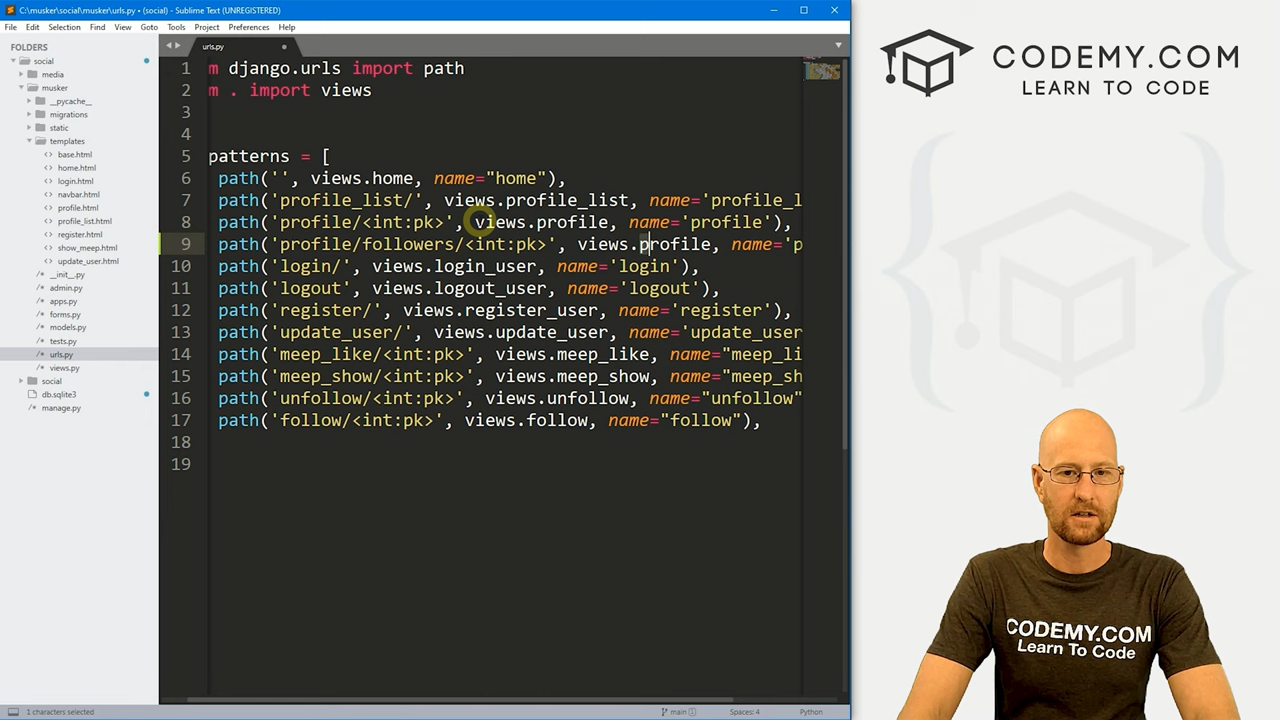 C:\musker\social\musker\urls.py • (social) - Sublime Text (UNREGISTERED)
File Edit Selection Find View Goto Tools Project Preferences Help
FOLDERS
social
media
musker
__pycache__
migrations
static
templates
base.html
home.html
login.html
navbar.html
profile.html
profile_list.html
register.html
show_meep.html
update_user.html
__init__.py
admin.py
apps.py
forms.py
models.py
tests.py
urls.py
views.py
social
db.sqlite3
manage.py
urls.py
1 m django.urls import path
2 m . import views
3
4
5 patterns = [
6 path('', views.home, name="home"),
7 path('profile_list/', views.profile_list, name='profile_l
8 path('profile/<int:pk>', views.profile, name='profile'),
9 path('profile/followers/<int:pk>', views.profile, name='p
10 path('login/', views.login_user, name='login'),
11 path('logout', views.logout_user, name='logout'),
12 path('register/', views.register_user, name='register'),
13 path('update_user/', views.update_user, name='update_user
14 path('meep_like/<int:pk>', views.meep_like, name="meep_li
15 path('meep_show/<int:pk>', views.meep_show, name="meep_sh
16 path('unfollow/<int:pk>', views.unfollow, name="unfollow"
17 path('follow/<int:pk>', views.follow, name="follow"),
18
19
1 characters selected
main 1
Spaces: 4
Python
CODEMY.COM
LEARN TO CODE
CODEMY.COM
Learn To Code